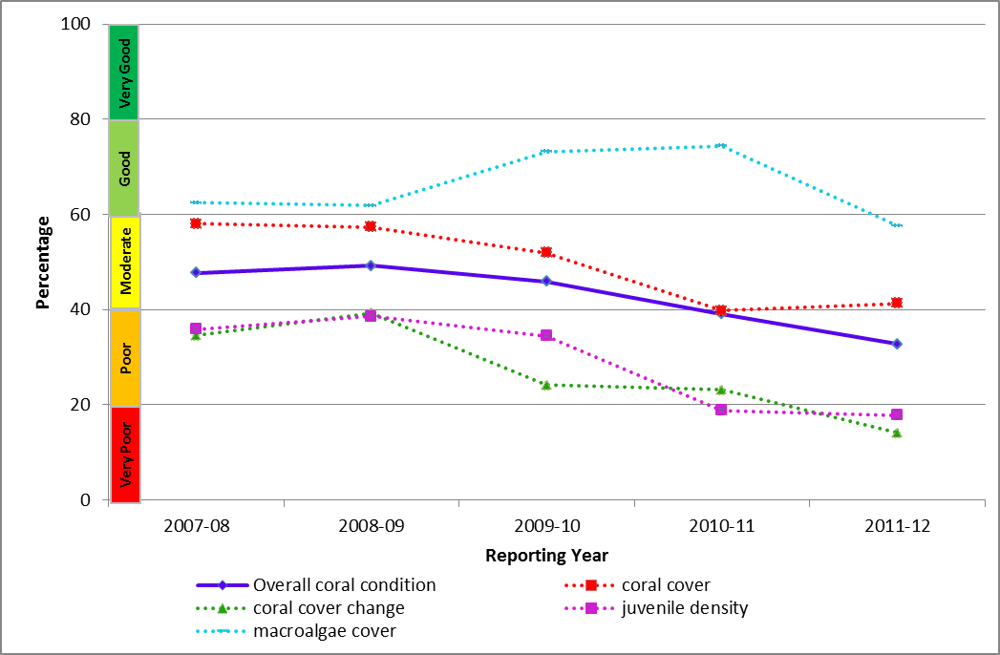 100
80
60
40
20
0
Percentage
Very Good
Good
Moderate
Poor
Very Poor
2007-08 2008-09 2009-10 2010-11 2011-12
Reporting Year
Overall coral condition coral cover
coral cover change juvenile density
macroalgae cover